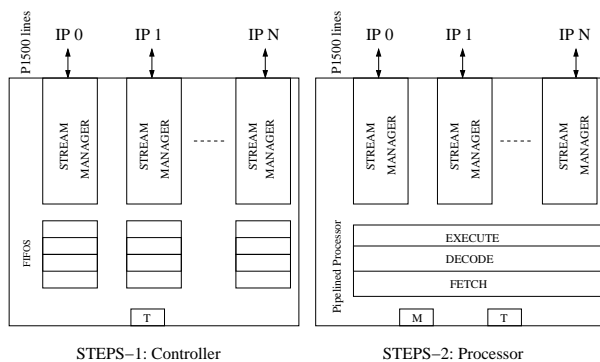 P1500 lines
IP 0
IP 1
IP N
STREAM
MANAGER
STREAM
MANAGER
-----
STREAM
MANAGER
FIFOS
T
STEPS-1: Controller
P1500 lines
IP 0
IP 1
IP N
STREAM
MANAGER
STREAM
MANAGER
-----
STREAM
MANAGER
Pipelined Processor
EXECUTE
DECODE
FETCH
M
T
STEPS-2: Processor